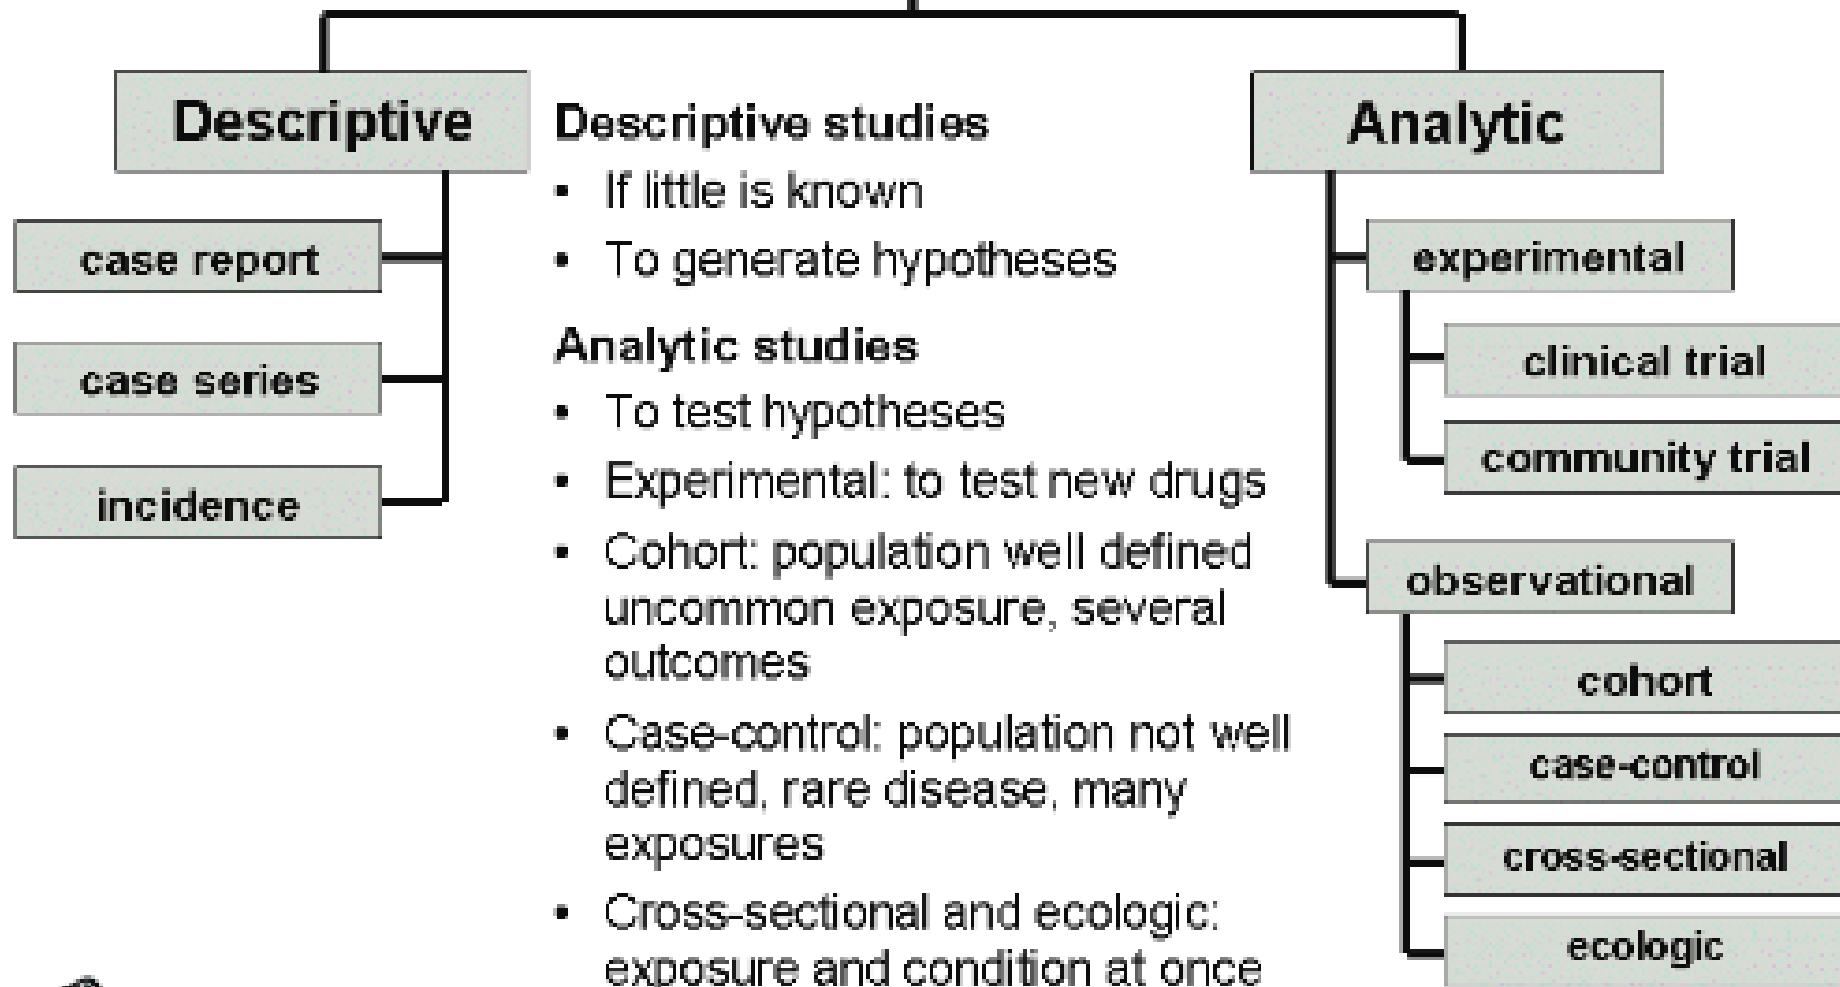 Descriptive
case report
case series
incidence
Descriptive studies
• If little is known
• To generate hypotheses
Analytic studies
• To test hypotheses
• Experimental: to test new drugs
• Cohort: population well defined
uncommon exposure, several
outcomes
• Case-control: population not well
defined, rare disease, many
exposures
• Cross-sectional and ecologic:
exposure and condition at once
Analytic
experimental
clinical trial
community trial
observational
cohort
case-control
cross-sectional
ecologic